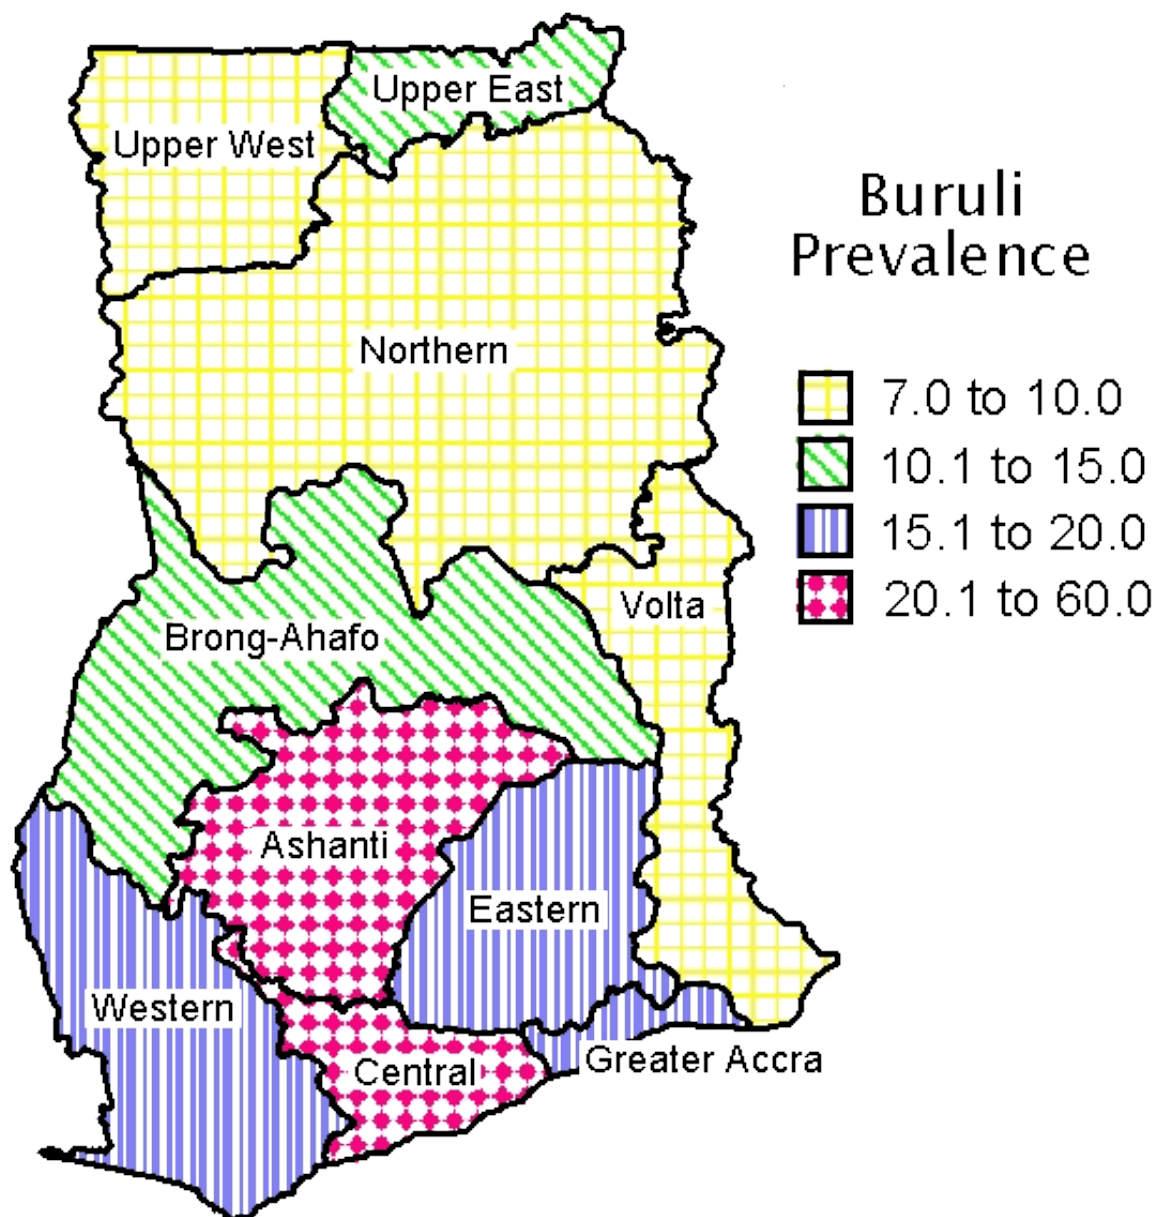 Upper East
Upper West
Northern
Volta
Brong-Ahafo
Ashanti
Eastern
Western
Greater Accra
Central
Buruli
Prevalence
7.0 to 10.0
10.1 to 15.0
15.1 to 20.0
20.1 to 60.0